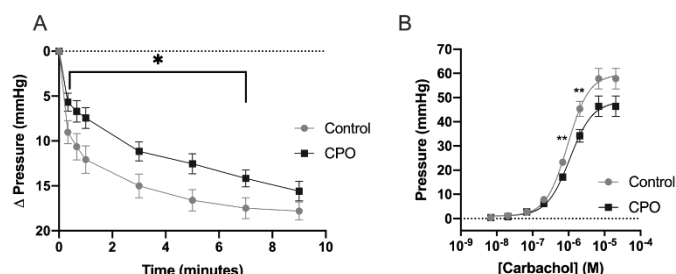 A
Δ Pressure (mmHg)
0
5
10
15
20
*
Control
CPO
0 2 4 6 8 10
Time (minutes)
B
Pressure (mmHg)
70
60
50
40
30
20
10
0
**
**
Control
CPO
10-9 10-8 10-7 10-6 10-5 10-4 10-3
[Carbachol] (M)